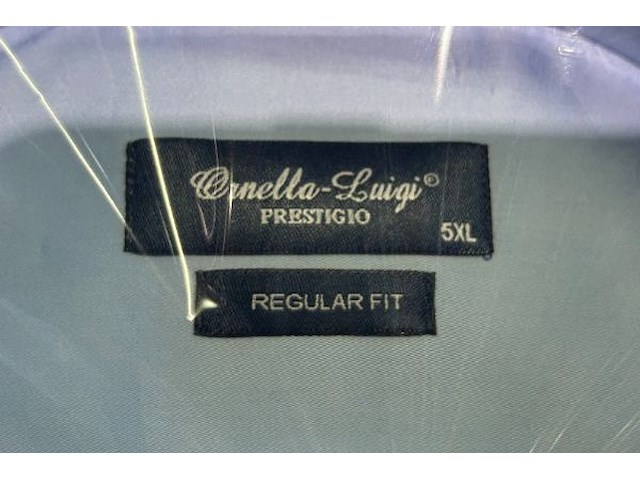 Ornella-Luigi®
PRESTIGIO
5XL
REGULAR FIT